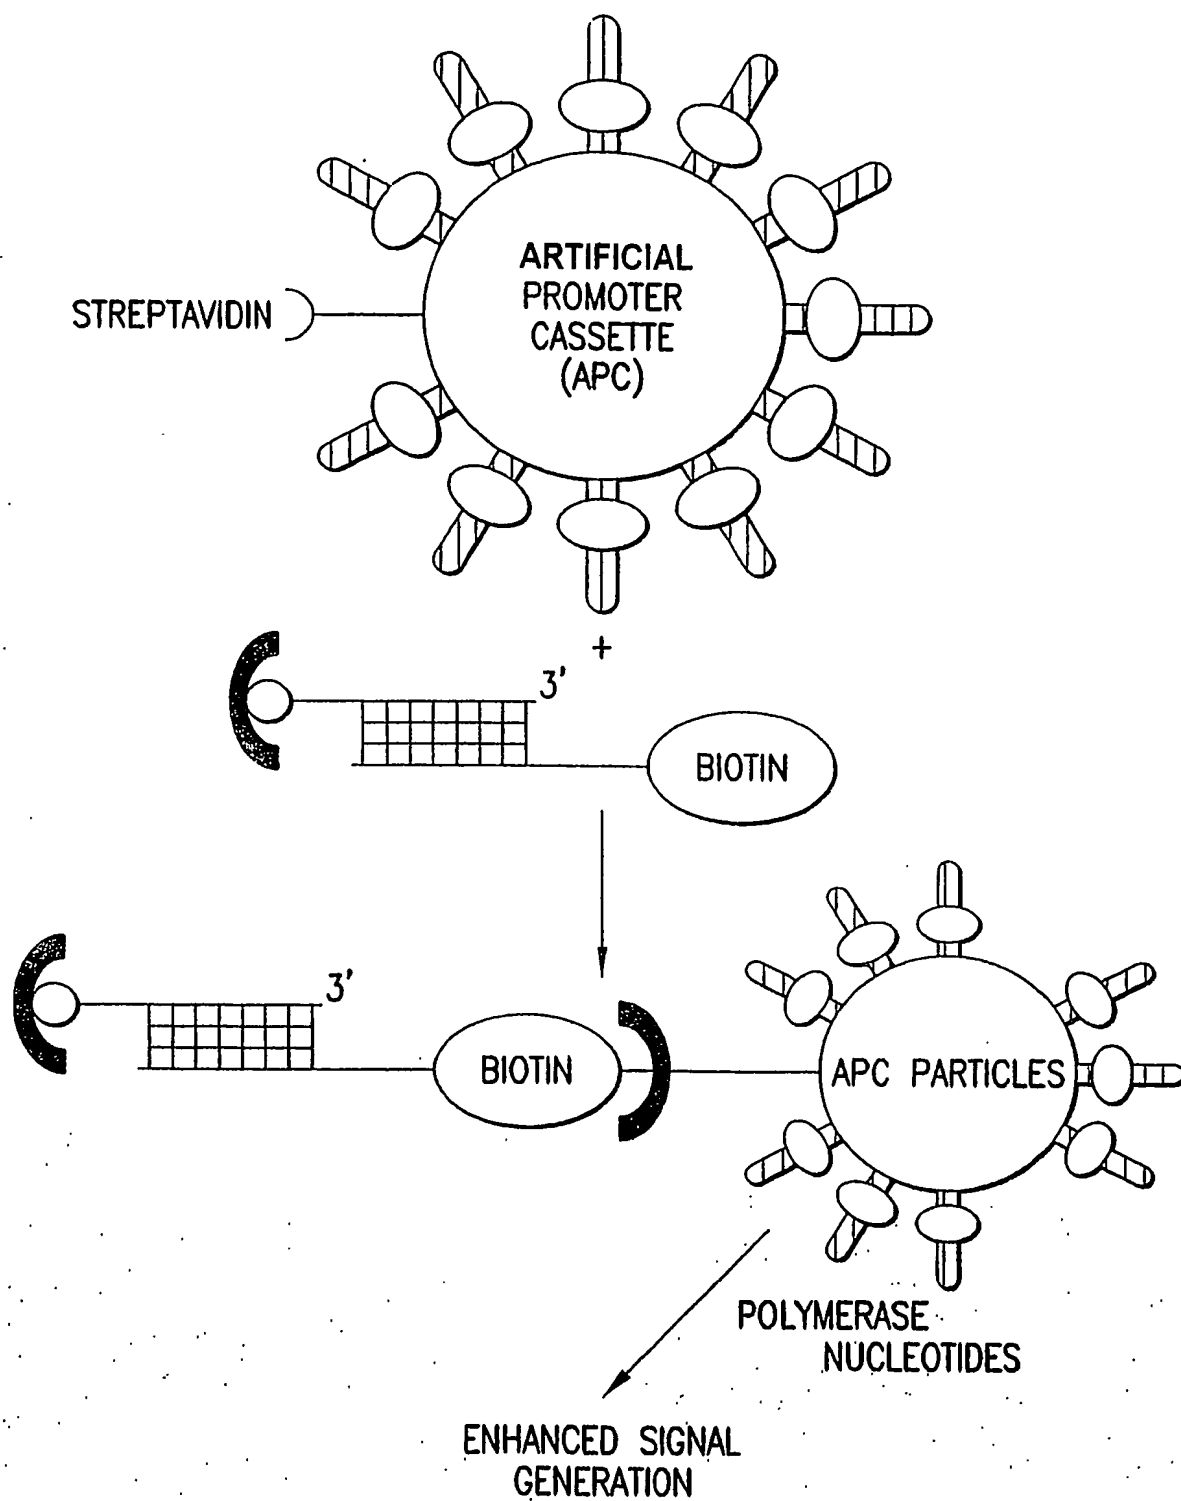 ARTIFICIAL
PROMOTER
CASSETTE
(APC)
STREPTAVIDIN
+
3'
BIOTIN
3'
BIOTIN
APC PARTICLES
POLYMERASE
NUCLEOTIDES
ENHANCED SIGNAL
GENERATION